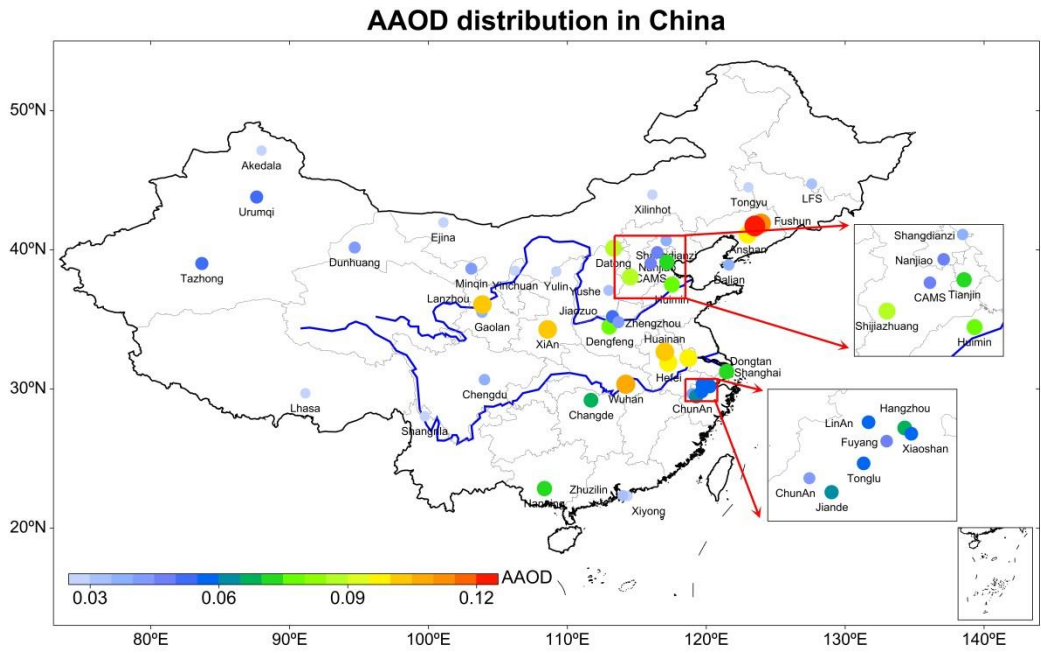 AAOD distribution in China
50ºN
Akedala
Urumqi
Xilinhot
Tongyu
LFS
Ejina
Fushun
40ºN
Dunhuang
Anshan
Shangdianzi
Datong
Tazhong
Nanjiao
Dalian
CAMS
Minqin
Yinchuan
Yulin
Yushe
Huimin
Lanzhou
Jiaozuo
Gaolan
Zhengzhou
XiAn
Dengfeng
Huainan
Dongtan
Hefei
Shanghai
30ºN
Lhasa
Chengdu
Wuhan
Changde
ChunAn
Shangrila
Zhuzilin
Nanning
Xiyong
20ºN
Shangdianzi
Nanjiao
CAMS
Tianjin
Shijiazhuang
Huimin
Hangzhou
LinAn
Fuyang
Xiaoshan
Tonglu
ChunAn
Jiande
AAOD
0.03 0.06 0.09 0.12
80ºE 90ºE 100ºE 110ºE 120ºE 130ºE 140ºE